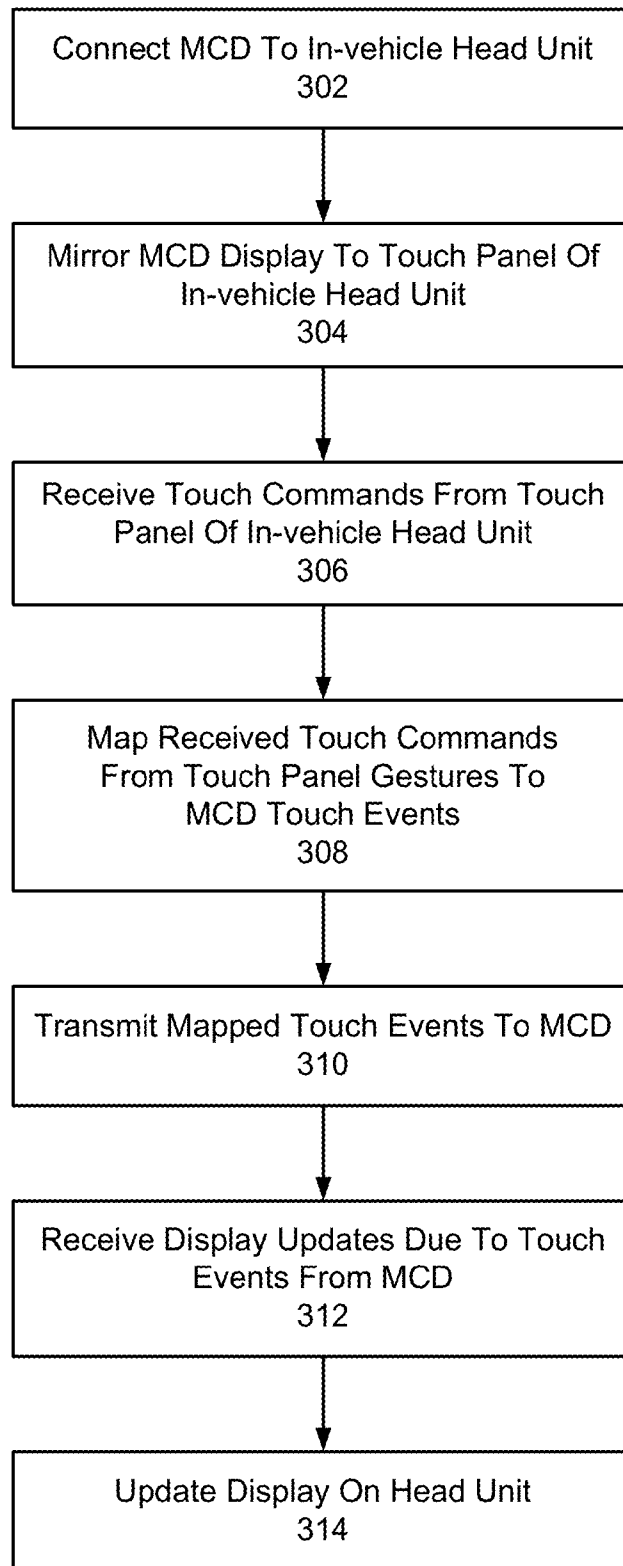 Connect MCD To In-vehicle Head Unit
302
Mirror MCD Display To Touch Panel Of
In-vehicle Head Unit
304
Receive Touch Commands From Touch
Panel Of In-vehicle Head Unit
306
Map Received Touch Commands
From Touch Panel Gestures To
MCD Touch Events
308
Transmit Mapped Touch Events To MCD
310
Receive Display Updates Due To Touch
Events From MCD
312
Update Display On Head Unit
314